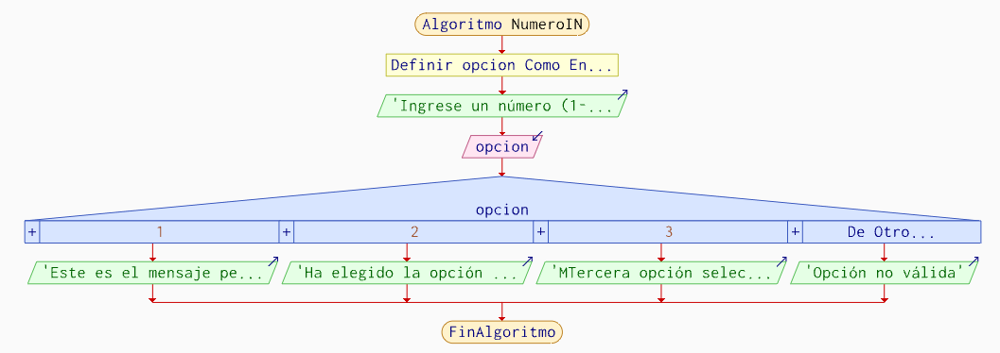 Algoritmo NumeroIN
Definir opcion Como En...
'Ingrese un número (1-...
opcion
opcion
+ 1 + 2 + 3 + De Otro...
'Este es el mensaje pe... 'Ha elegido la opción ... 'MTercera opción selec... 'Opción no válida'
FinAlgoritmo